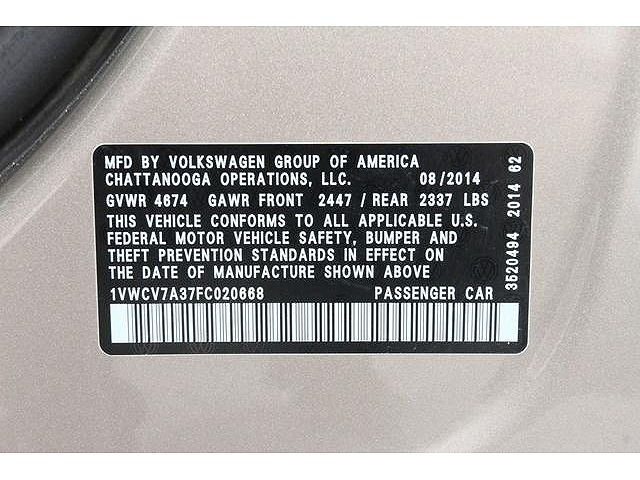 MFD BY VOLKSWAGEN GROUP OF AMERICA
CHATTANOOGA OPERATIONS, LLC. 08/2014
GVWR 4674 GAWR FRONT 2447 / REAR 2337 LBS
THIS VEHICLE CONFORMS TO ALL APPLICABLE U.S.
FEDERAL MOTOR VEHICLE SAFETY, BUMPER AND
THEFT PREVENTION STANDARDS IN EFFECT ON
THE DATE OF MANUFACTURE SHOWN ABOVE
1VWCV7A37FC020668 PASSENGER CAR
3520494 2014 62